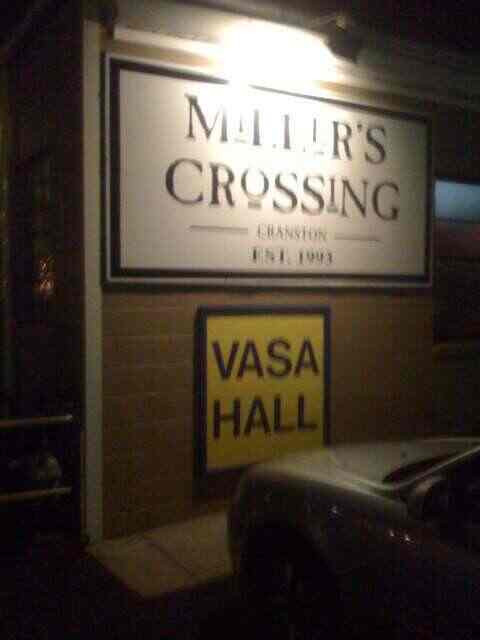 MILLER'S
CROSSING
CRANSTON
EST. 1993
VASA
HALL